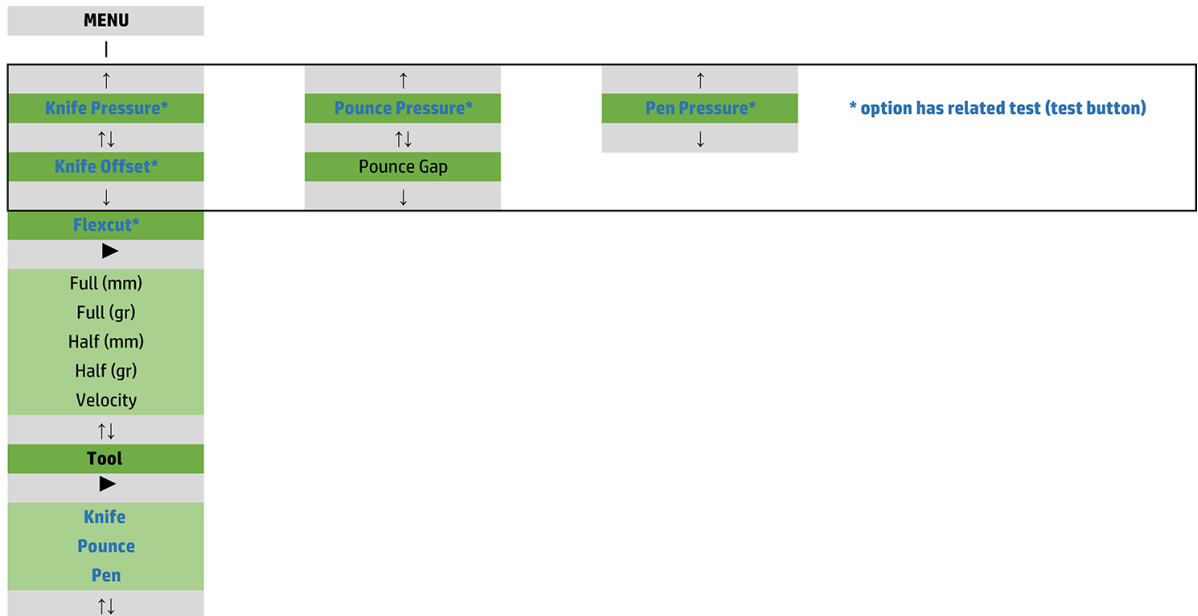 MENU
↑ ↑ ↑
Knife Pressure* Pounce Pressure* Pen Pressure* * option has related test (test button)
↑↓ ↑↓ ↓
Knife Offset* Pounce Gap
↓ ↓
Flexcut*
►
Full (mm)
Full (gr)
Half (mm)
Half (gr)
Velocity
↑↓
Tool
►
Knife
Pounce
Pen
↑↓